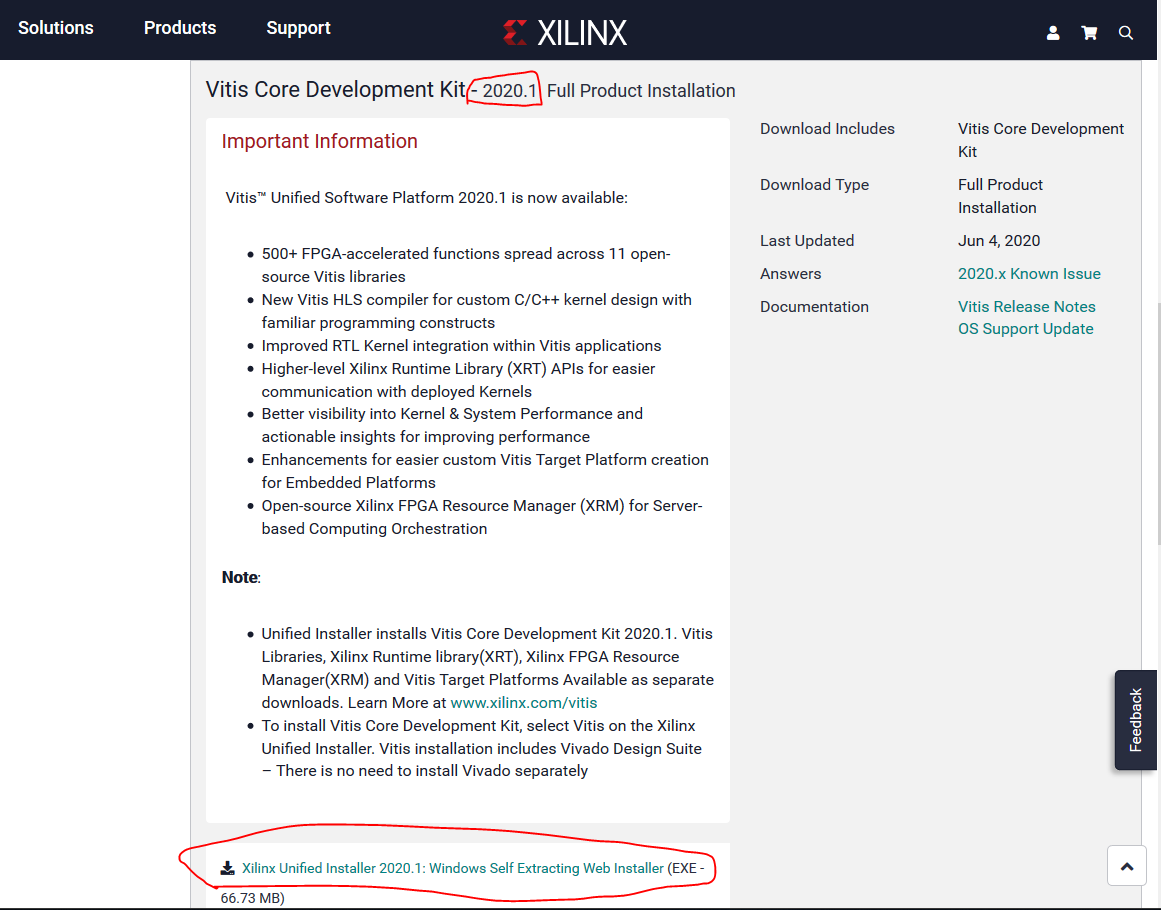 Solutions Products Support XILINX
Vitis Core Development Kit - 2020.1 Full Product Installation
Important Information
Vitis™ Unified Software Platform 2020.1 is now available:
500+ FPGA-accelerated functions spread across 11 open-
source Vitis libraries
New Vitis HLS compiler for custom C/C++ kernel design with
familiar programming constructs
Improved RTL Kernel integration within Vitis applications
Higher-level Xilinx Runtime Library (XRT) APIs for easier
communication with deployed Kernels
Better visibility into Kernel & System Performance and
actionable insights for improving performance
Enhancements for easier custom Vitis Target Platform creation
for Embedded Platforms
Open-source Xilinx FPGA Resource Manager (XRM) for Server-
based Computing Orchestration
Note:
Unified Installer installs Vitis Core Development Kit 2020.1. Vitis
Libraries, Xilinx Runtime library(XRT), Xilinx FPGA Resource
Manager(XRM) and Vitis Target Platforms Available as separate
downloads. Learn More at www.xilinx.com/vitis
To install Vitis Core Development Kit, select Vitis on the Xilinx
Unified Installer. Vitis installation includes Vivado Design Suite
– There is no need to install Vivado separately
Xilinx Unified Installer 2020.1: Windows Self Extracting Web Installer (EXE -
66.73 MB)
Download Includes Vitis Core Development
Kit
Download Type Full Product
Installation
Last Updated Jun 4, 2020
Answers 2020.x Known Issue
Documentation Vitis Release Notes
OS Support Update
Feedback